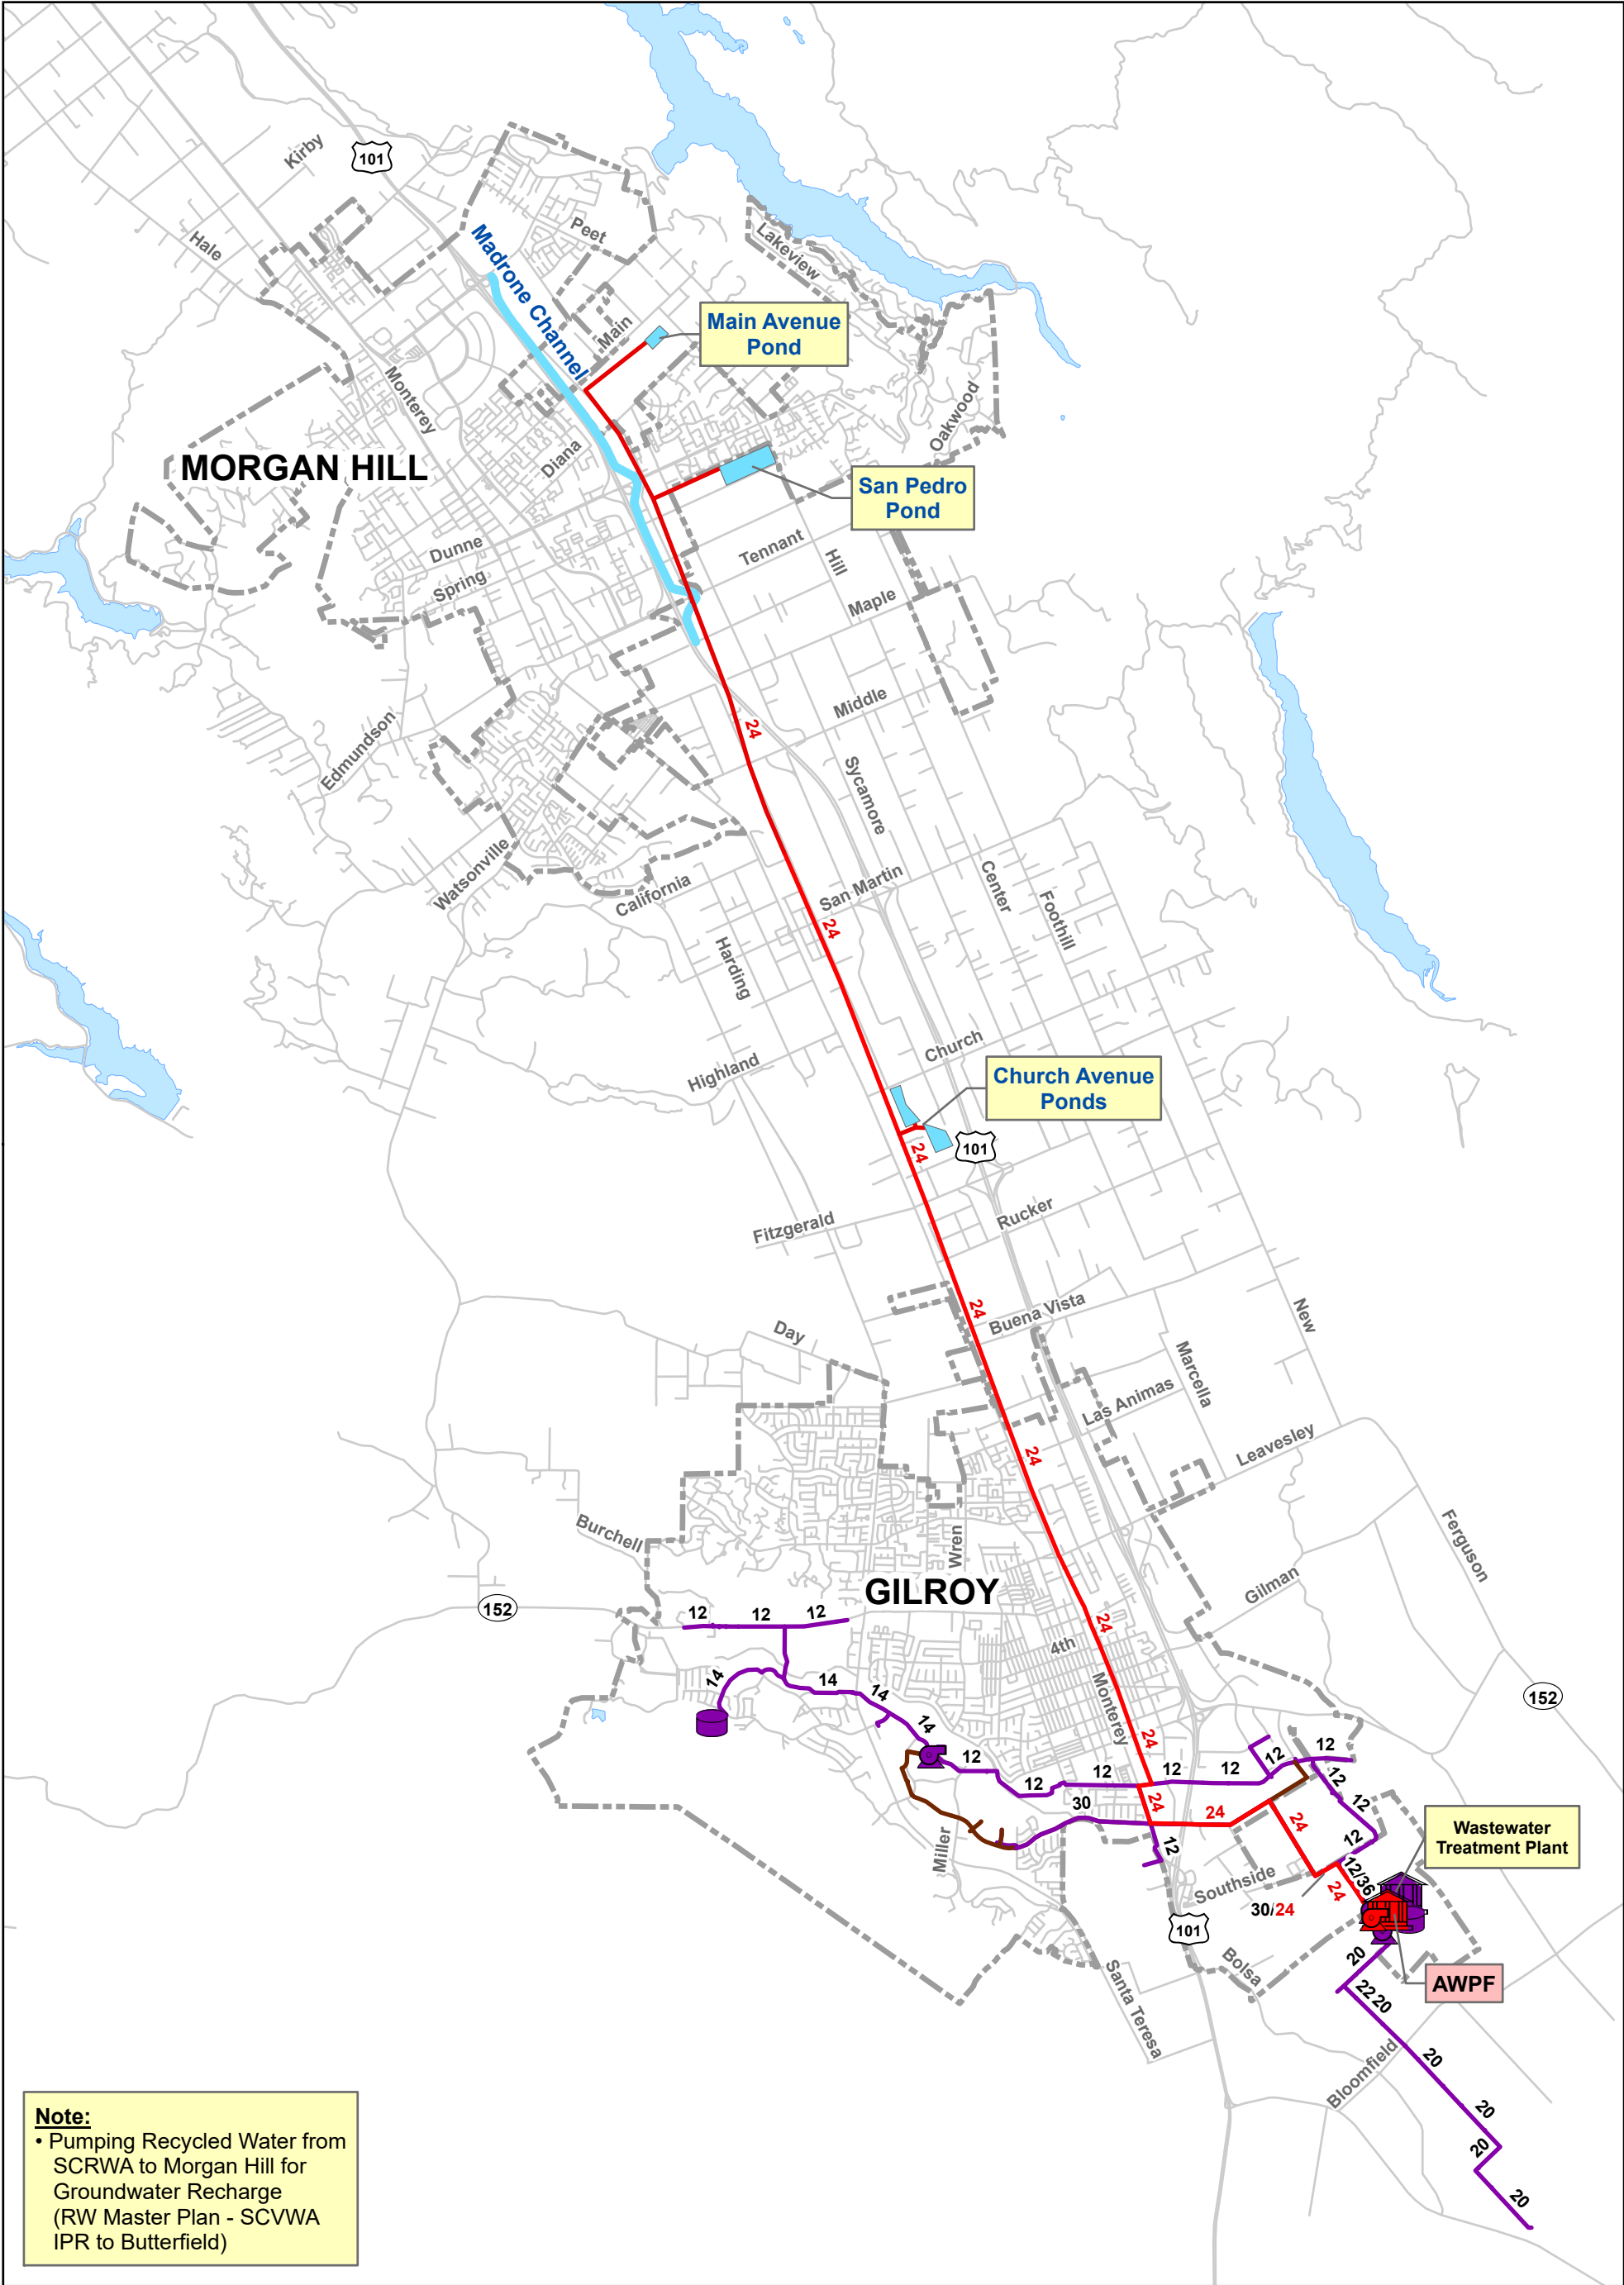 Kirby
101
Hale
Peet
Lakeview
Madrone Channel
Main
Main Avenue
Pond
Monterey
Oakwood
MORGAN HILL
Diana
San Pedro
Pond
Dunne
Tennant
Hill
Spring
Maple
Middle
24
Edmundson
Sycamore
Watsonville
California
San Martin
Center
Foothill
24
Harding
Church
Highland
Church Avenue
Ponds
24
101
Rucker
Fitzgerald
24
Buena Vista
New
Day
Marcella
Las Animas
24
Leavesley
Burchell
Wren
Ferguson
GILROY
Gilman
152
12
12
12
24
4th
14
14
14
14
Monterey
152
24
12
12
12
12
12
12
12
12
12
12
30
24
24
24
Miller
12
Wastewater
Treatment Plant
12/36
24
Southside
30/24
101
Bolsa
20
AWPF
Santa Teresa
22
20
20
Bloomfield
20
20
20
Note:
• Pumping Recycled Water from
SCRWA to Morgan Hill for
Groundwater Recharge
(RW Master Plan - SCVWA
IPR to Butterfield)